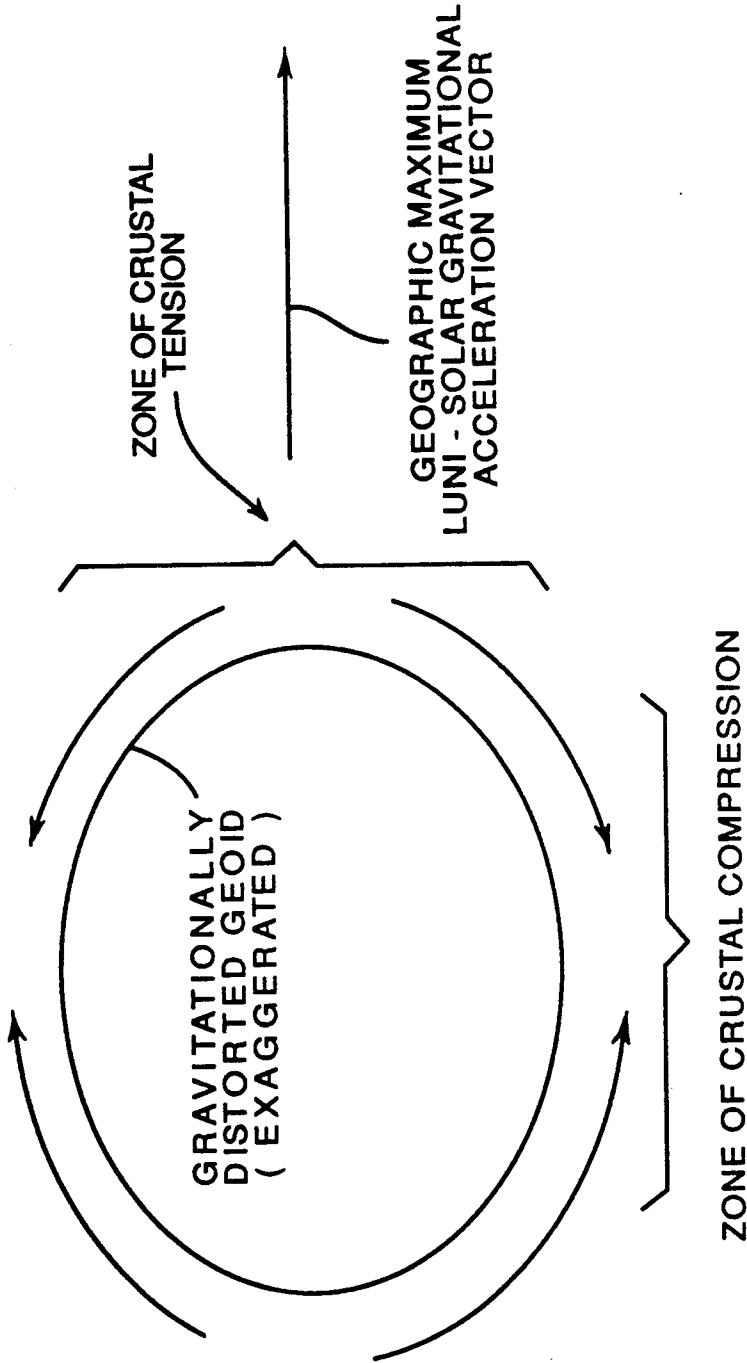 ZONE OF CRUSTAL
TENSION
GEOGRAPHIC MAXIMUM
LUNI - SOLAR GRAVITATIONAL
ACCELERATION VECTOR
GRAVITATIONALLY
DISTORTED GEOID
( EXAGGERATED )
ZONE OF CRUSTAL COMPRESSION